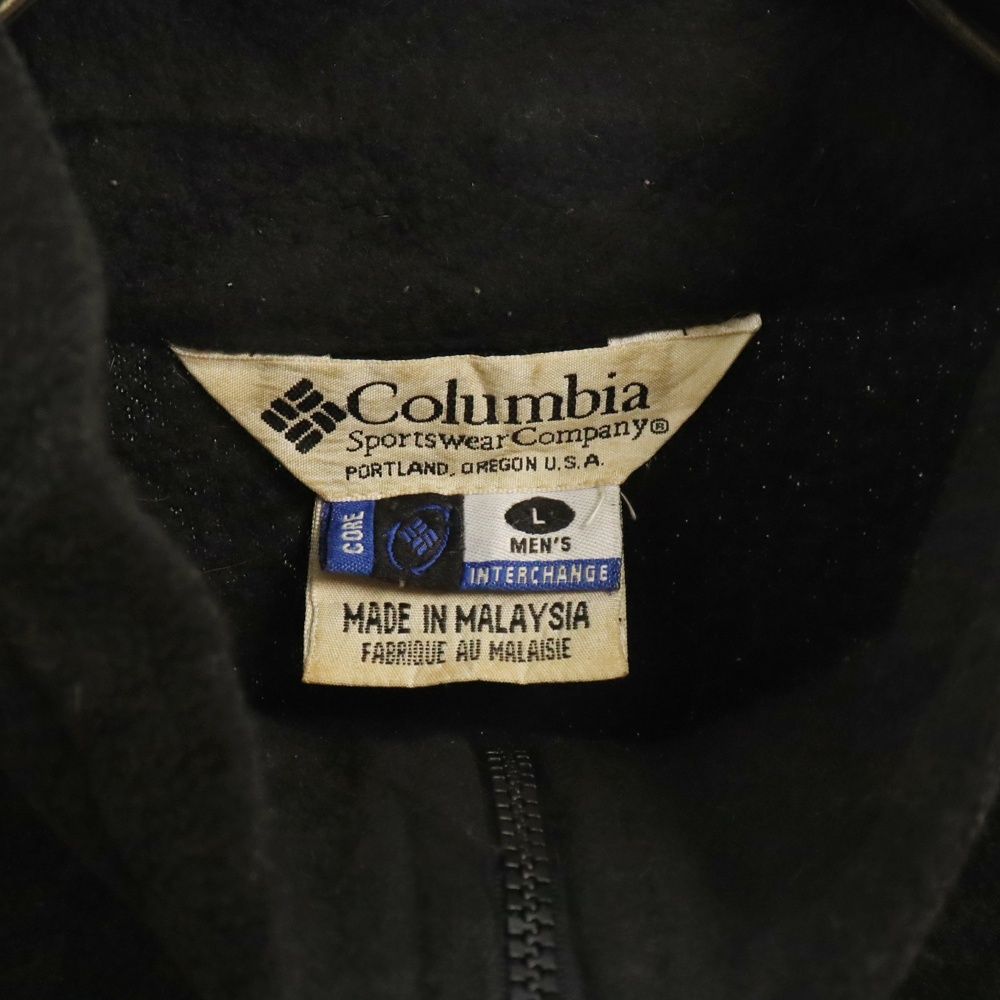 Columbia
Sportswear Company®
PORTLAND, OREGON U.S.A.
CORE
L
MEN'S
INTERCHANGE
MADE IN MALAYSIA
FABRIQUE AU MALAISIE